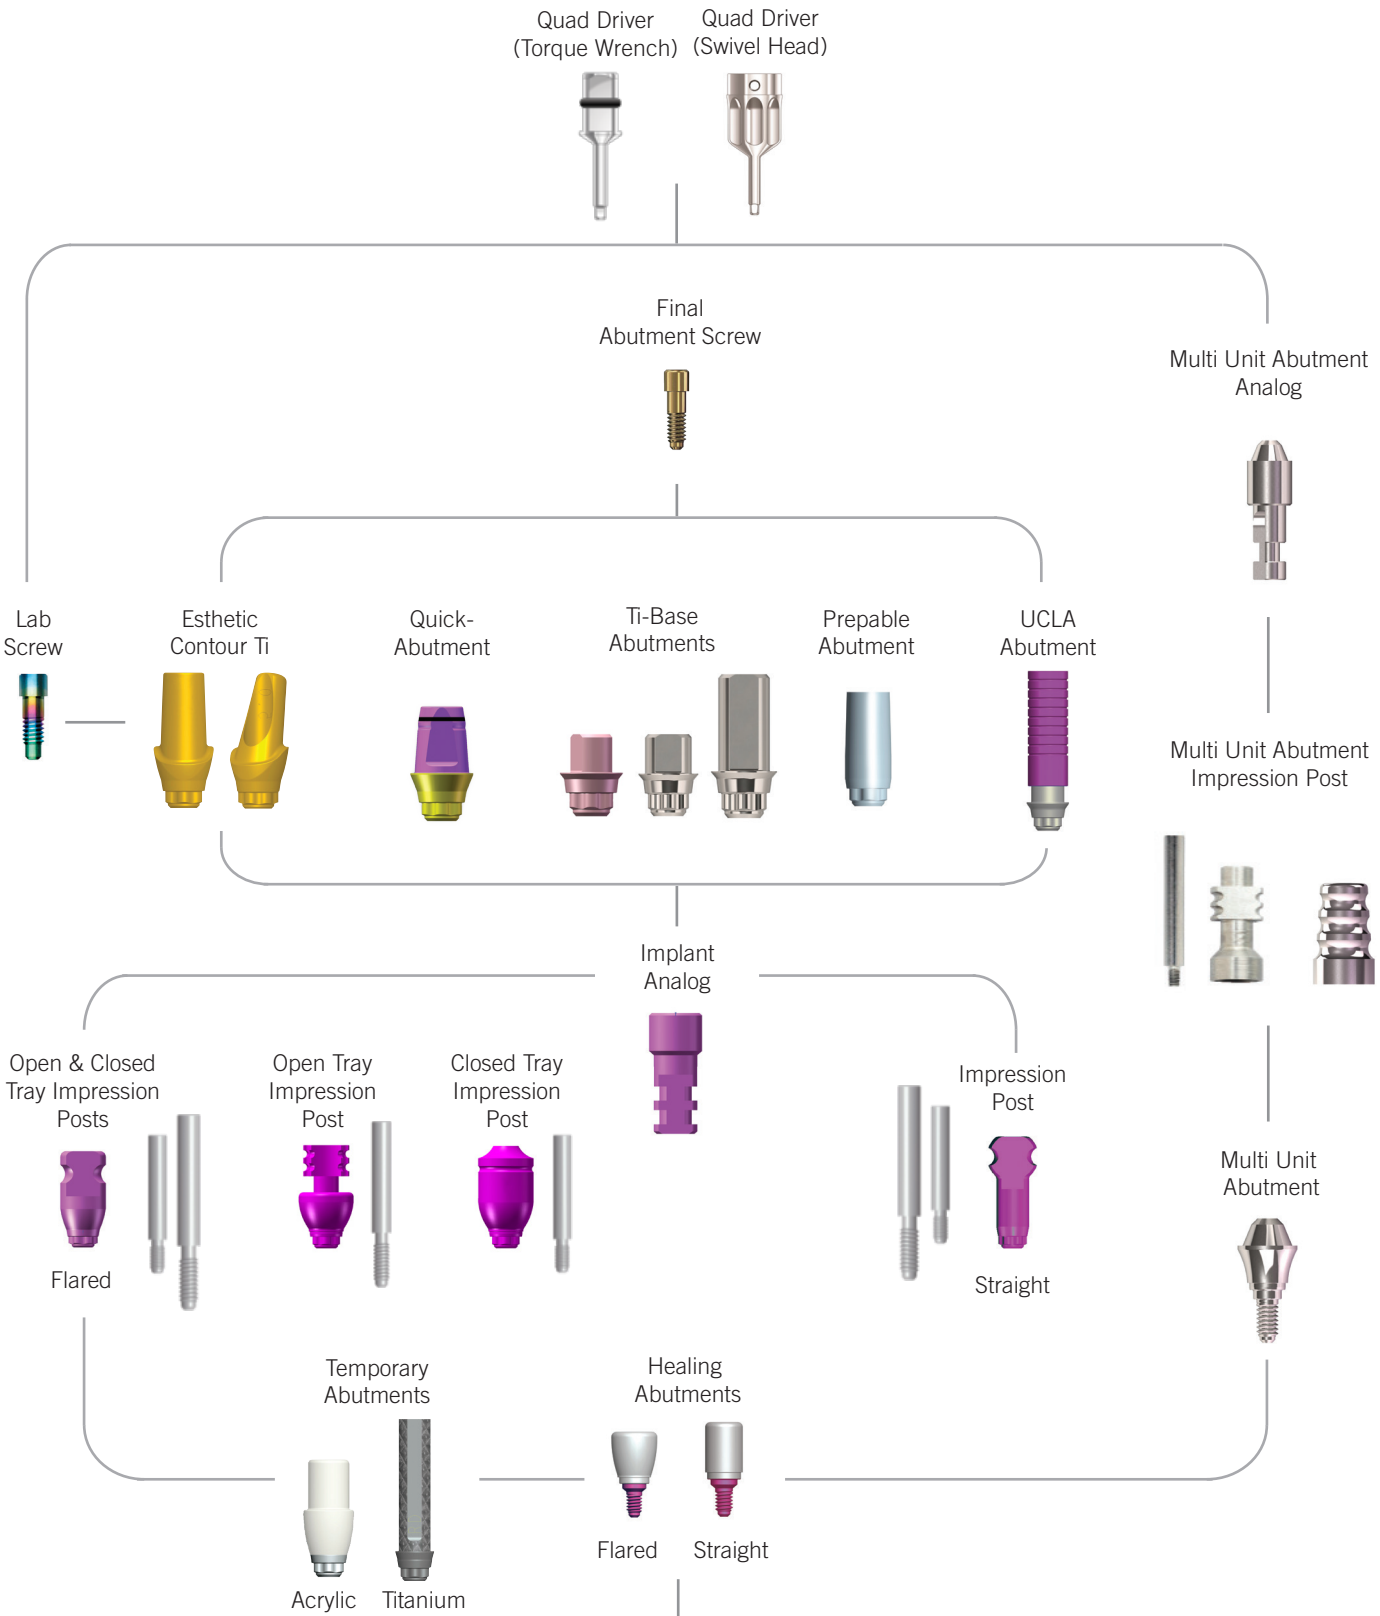 Quad Driver
(Torque Wrench)
Quad Driver
(Swivel Head)
Final
Abutment Screw
Multi Unit Abutment
Analog
Lab
Screw
Esthetic
Contour Ti
Quick-
Abutment
Ti-Base
Abutments
Prepable
Abutment
UCLA
Abutment
Multi Unit Abutment
Impression Post
Implant
Analog
Open & Closed
Tray Impression
Posts
Open Tray
Impression
Post
Closed Tray
Impression
Post
Impression
Post
Multi Unit
Abutment
Flared
Straight
Temporary
Abutments
Healing
Abutments
Flared
Straight
Acrylic
Titanium